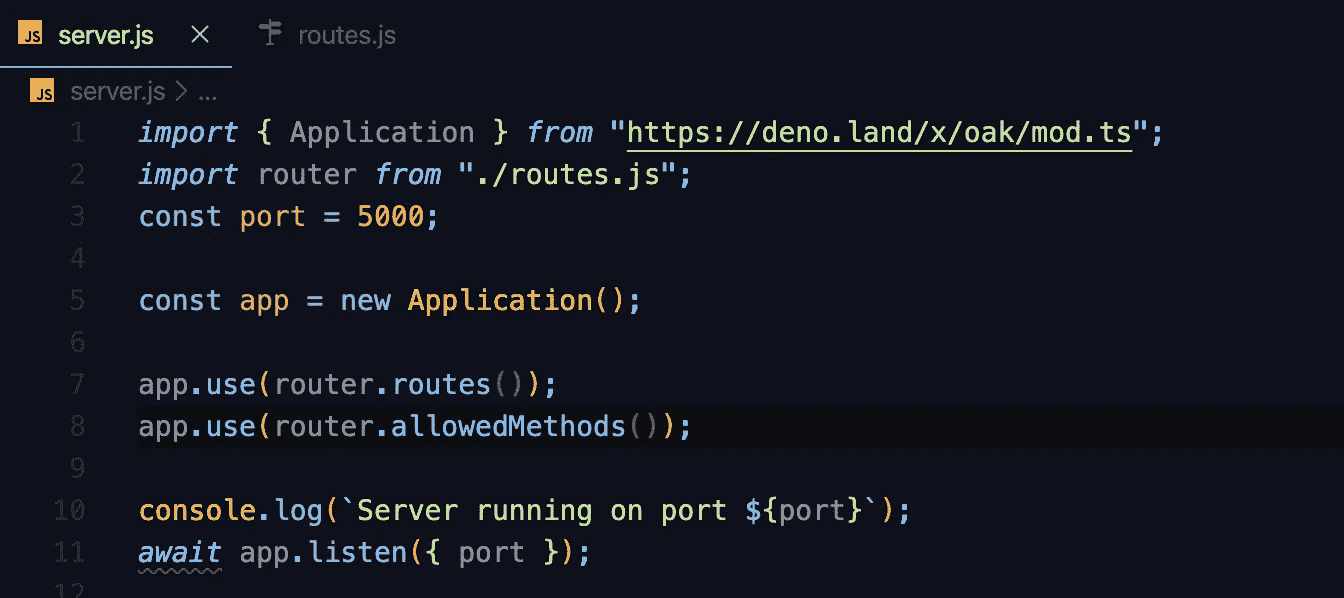 JS server.js × routes.js
JS server.js > ...
1 import { Application } from "https://deno.land/x/oak/mod.ts";
2 import router from "./routes.js";
3 const port = 5000;
4
5 const app = new Application();
6
7 app.use(router.routes());
8 app.use(router.allowedMethods());
9
10 console.log(`Server running on port ${port}`);
11 await app.listen({ port });
12